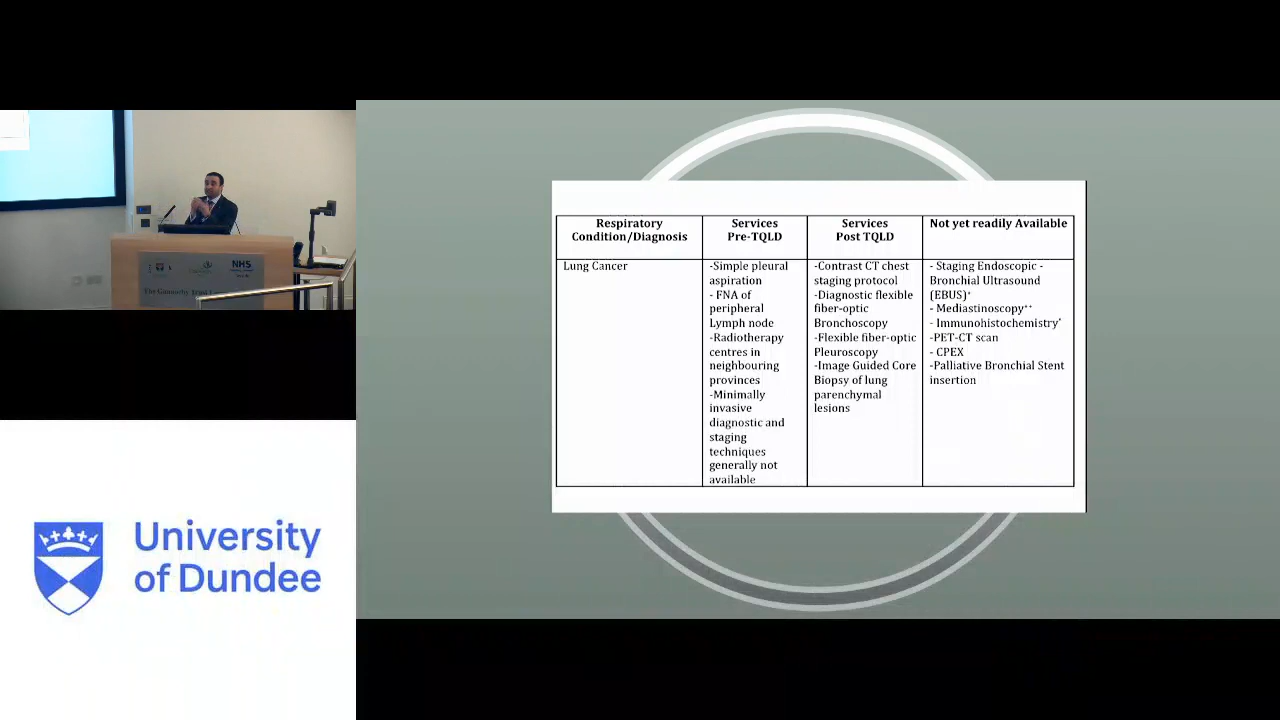 NHS
University
of Dundee
Respiratory
Condition/Diagnosis
Services
Pre-TQLD
Services
Post TQLD
Not yet readily Available
Lung Cancer
-Simple pleural
aspiration
- FNA of
peripheral
Lymph node
-Radiotherapy
centres in
neighbouring
provinces
-Minimally
invasive
diagnostic and
staging
techniques
generally not
available
-Contrast CT chest
staging protocol
-Diagnostic flexible
fiber-optic
Bronchoscopy
-Flexible fiber-optic
Pleuroscopy
-Image Guided Core
Biopsy of lung
parenchymal
lesions
- Staging Endoscopic -
Bronchial Ultrasound
(EBUS)⁺
- Mediastinoscopy⁺⁺
- Immunohistochemistry*
-PET-CT scan
- CPEX
-Palliative Bronchial Stent
insertion